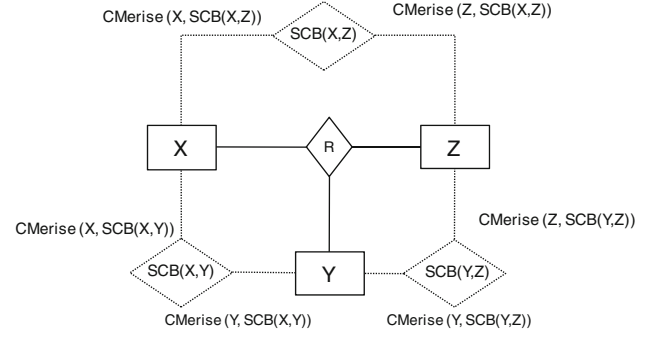 CMerise (X, SCB(X,Z))
CMerise (Z, SCB(X,Z))
SCB(X,Z)
X
R
Z
CMerise (X, SCB(X,Y))
CMerise (Z, SCB(Y,Z))
SCB(X,Y)
Y
SCB(Y,Z)
CMerise (Y, SCB(X,Y))
CMerise (Y, SCB(Y,Z))